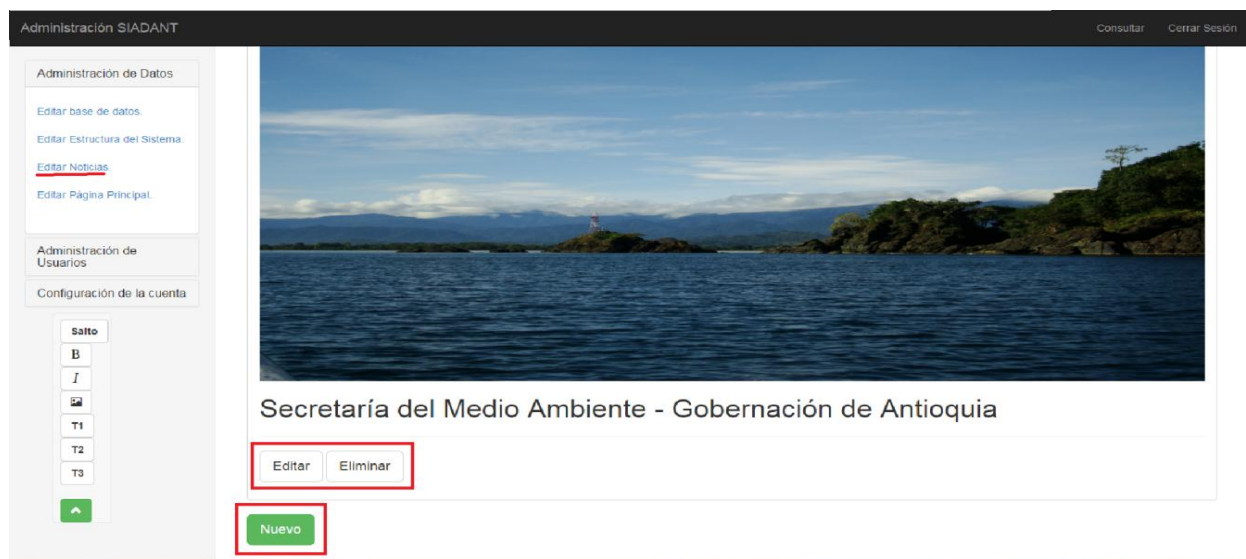 Administración SIADANT
Consultar Cerrar Sesión
Administración de Datos
Editar base de datos.
Editar Estructura del Sistema.
Editar Noticias.
Editar Página Principal.
Administración de
Usuarios
Configuración de la cuenta
Salto
B
I
T1
T2
T3
Secretaría del Medio Ambiente - Gobernación de Antioquia
Editar Eliminar
Nuevo